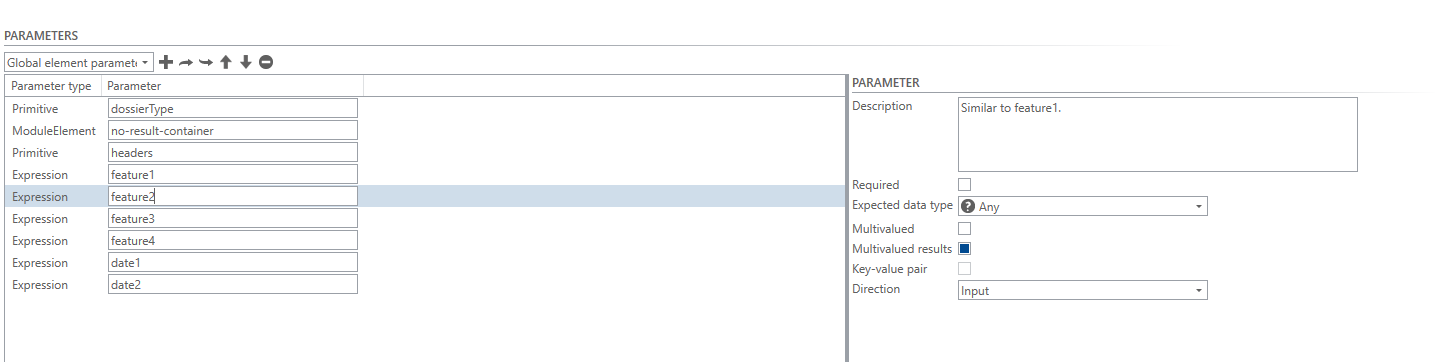 PARAMETERS
Global element paramete
Parameter type Parameter
Primitive dossierType
ModuleElement no-result-container
Primitive headers
Expression feature1
Expression feature2
Expression feature3
Expression feature4
Expression date1
Expression date2
PARAMETER
Description Similar to feature1.
Required
Expected data type ? Any
Multivalued
Multivalued results
Key-value pair
Direction Input